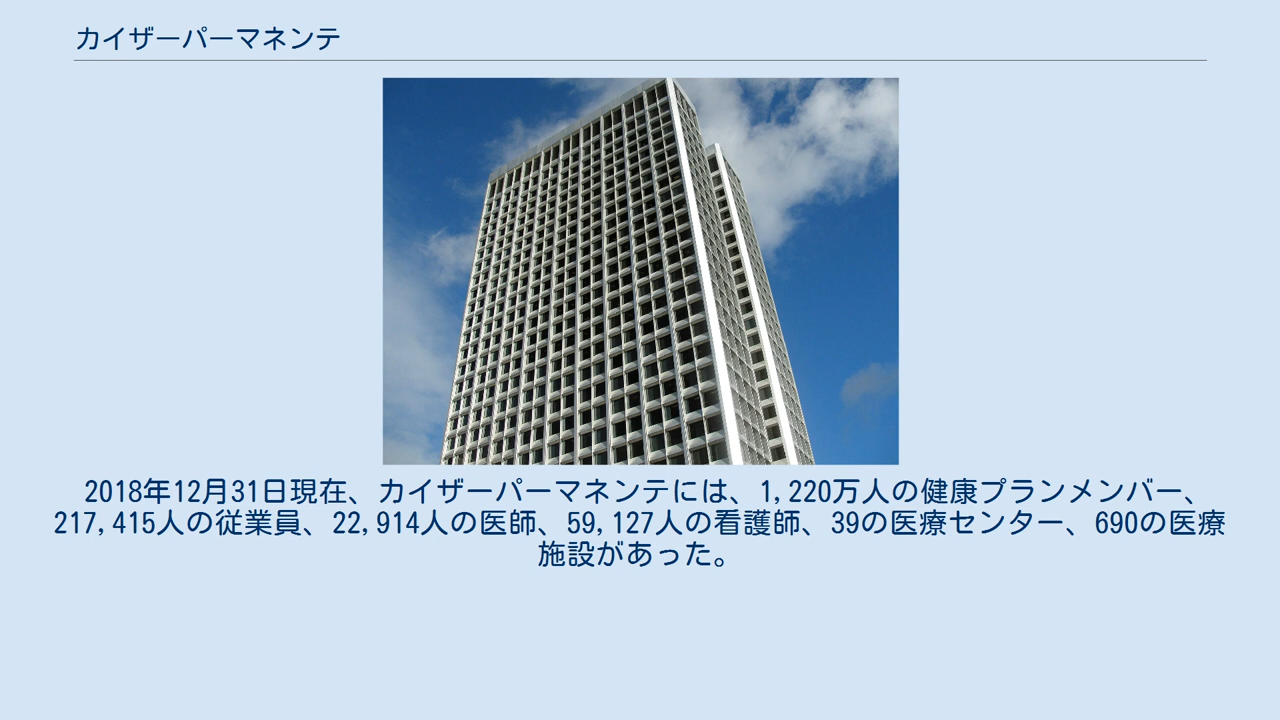 カイザーパーマネンテ
2018年12月31日現在、カイザーパーマネンテには、1,220万人の健康プランメンバー、
217,415人の従業員、22,914人の医師、59,127人の看護師、39の医療センター、690の医療
施設があった。